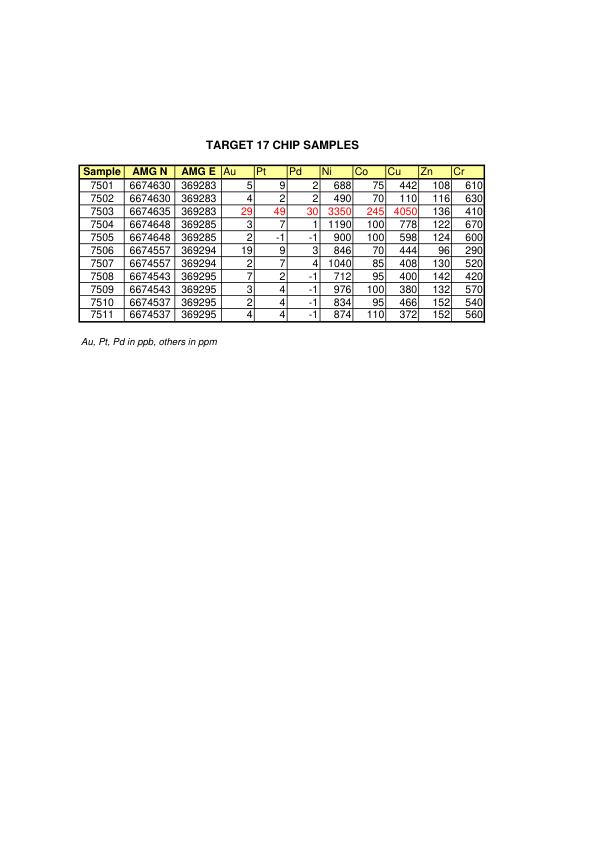 TARGET 17 CHIP SAMPLES
Sample AMG N AMG E Au Pt Pd Ni Co Cu Zn Cr
7501 6674630 369283 5 9 2 688 75 442 108 610
7502 6674630 369283 4 2 2 490 70 110 116 630
7503 6674635 369283 29 49 30 3350 245 4050 136 410
7504 6674648 369285 3 7 1 1190 100 778 122 670
7505 6674648 369285 2 -1 -1 900 100 598 124 600
7506 6674557 369294 19 9 3 846 70 444 96 290
7507 6674557 369294 2 7 4 1040 85 408 130 520
7508 6674543 369295 7 2 -1 712 95 400 142 420
7509 6674543 369295 3 4 -1 976 100 380 132 570
7510 6674537 369295 2 4 -1 834 95 466 152 540
7511 6674537 369295 4 4 -1 874 110 372 152 560
Au, Pt, Pd in ppb, others in ppm